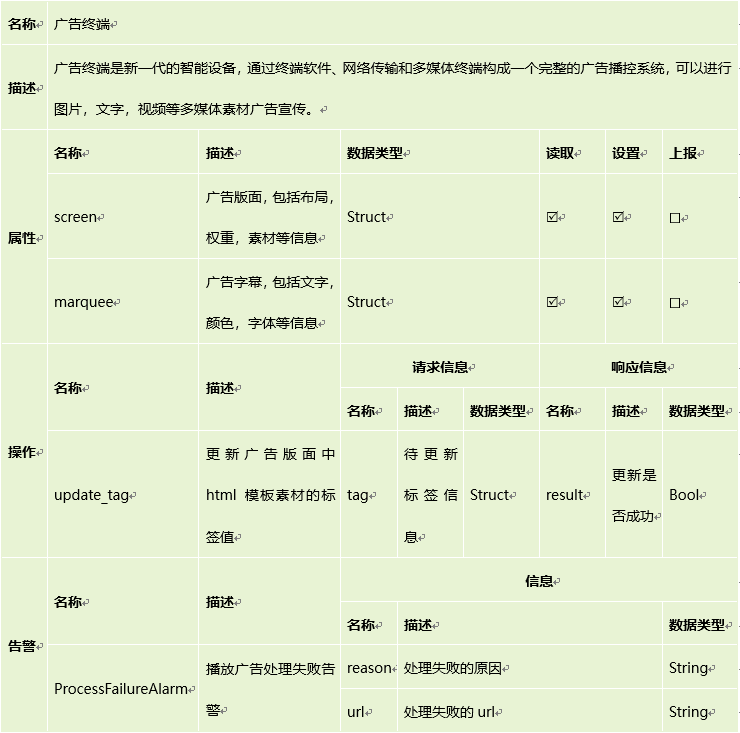 名称 广告终端
描述 广告终端是新一代的智能设备，通过终端软件、网络传输和多媒体终端构成一个完整的广告播控系统，可以进行
图片，文字，视频等多媒体素材广告宣传。
属性
名称 描述 数据类型 读取 设置 上报
screen 广告版面，包括布局，
权重，素材等信息 Struct ☑ ☑ □
marquee 广告字幕，包括文字，
颜色，字体等信息 Struct ☑ ☑ □
操作
名称 描述 请求信息 响应信息
名称 描述 数据类型 名称 描述 数据类型
update_tag
更新广告版面中
html 模板素材的标
签值
tag
待更新
标签信
息
Struct
result
更新是
否成功
Bool
告警
名称 描述 信息
名称 描述 数据类型
ProcessFailureAlarm
播放广告处理失败告
警
reason 处理失败的原因 String
url 处理失败的 url String